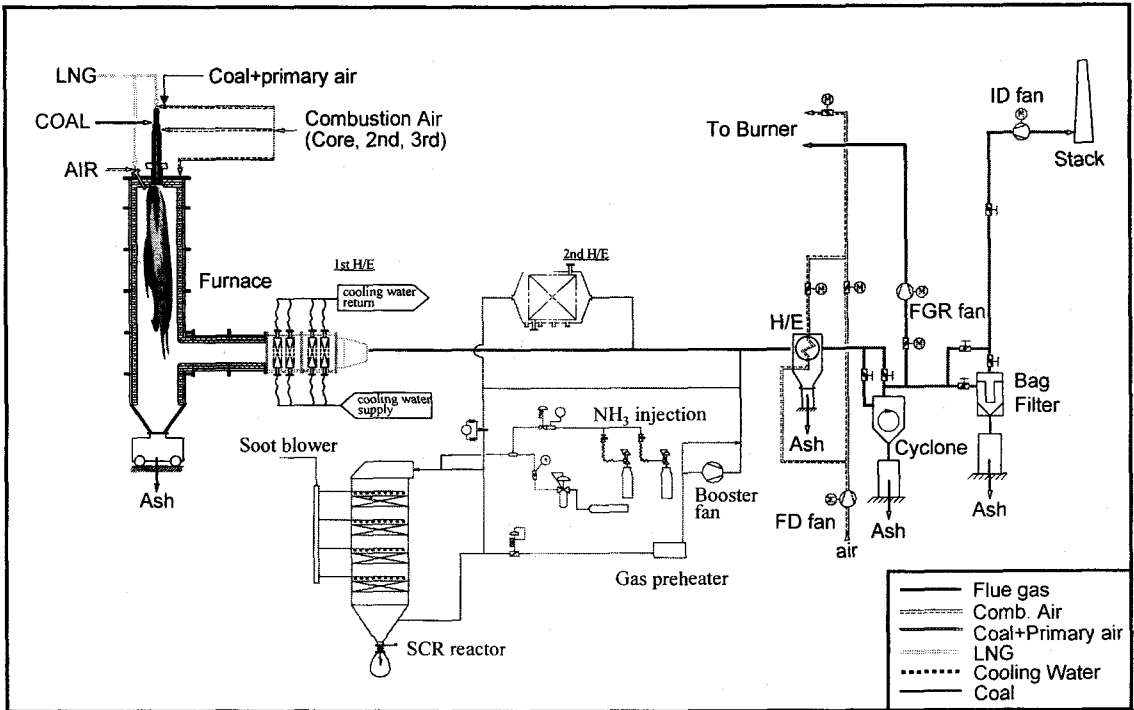 LNG
Coal+primary air
COAL
Combustion Air
(Core, 2nd, 3rd)
AIR
Furnace
Ash
1st H/E
cooling water
return
cooling water
supply
2nd H/E
NH3 injection
Soot blower
SCR reactor
Gas preheater
Booster
fan
To Burner
M
M
M
H/E
Ash
M
FD fan
air
M
FGR fan
M
Cyclone
Ash
ID fan
M
Stack
Bag
Filter
Ash
Flue gas
Comb. Air
Coal+Primary air
LNG
Cooling Water
Coal